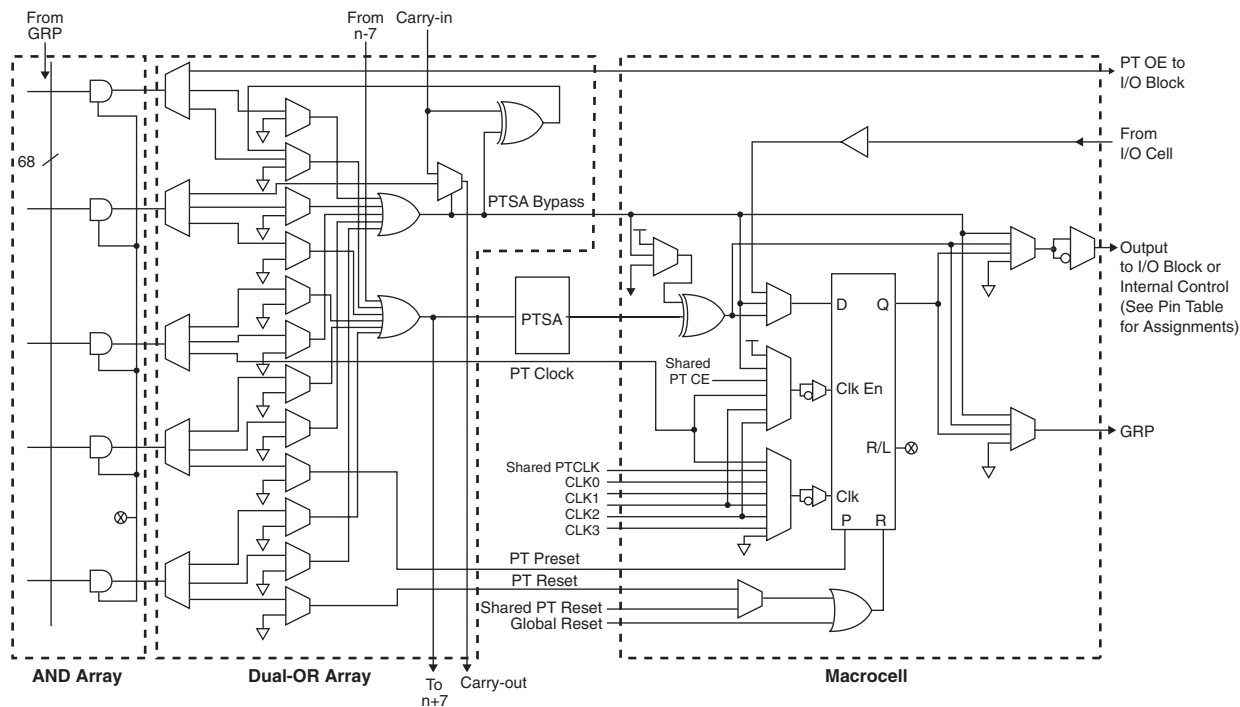 From
GRP
From
n-7
Carry-in
PT OE to
I/O Block
From
I/O Cell
68
PTSA Bypass
Output
to I/O Block or
Internal Control
(See Pin Table
for Assignments)
PTSA
D
Q
PT Clock
Shared
PT CE
Clk En
GRP
R/L
Shared PTCLK
CLK0
CLK1
CLK2
CLK3
Clk
P
R
PT Preset
PT Reset
Shared PT Reset
Global Reset
AND Array
Dual-OR Array
To
n+7
Carry-out
Macrocell